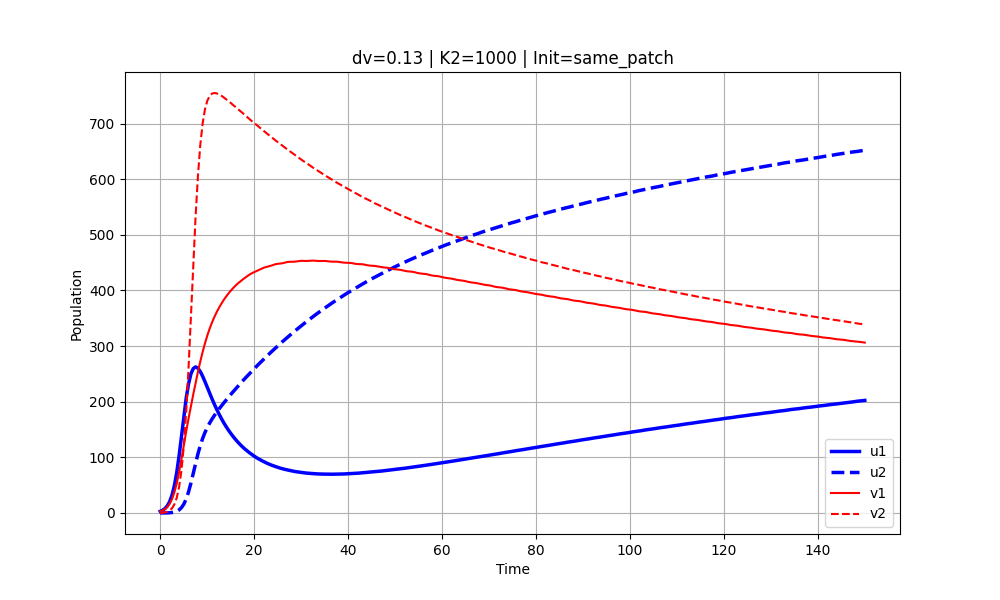 dv=0.13 | K2=1000 | Init=same_patch
Population
700
600
500
400
300
200
100
0
0 20 40 60 80 100 120 140
Time
u1
u2
v1
v2